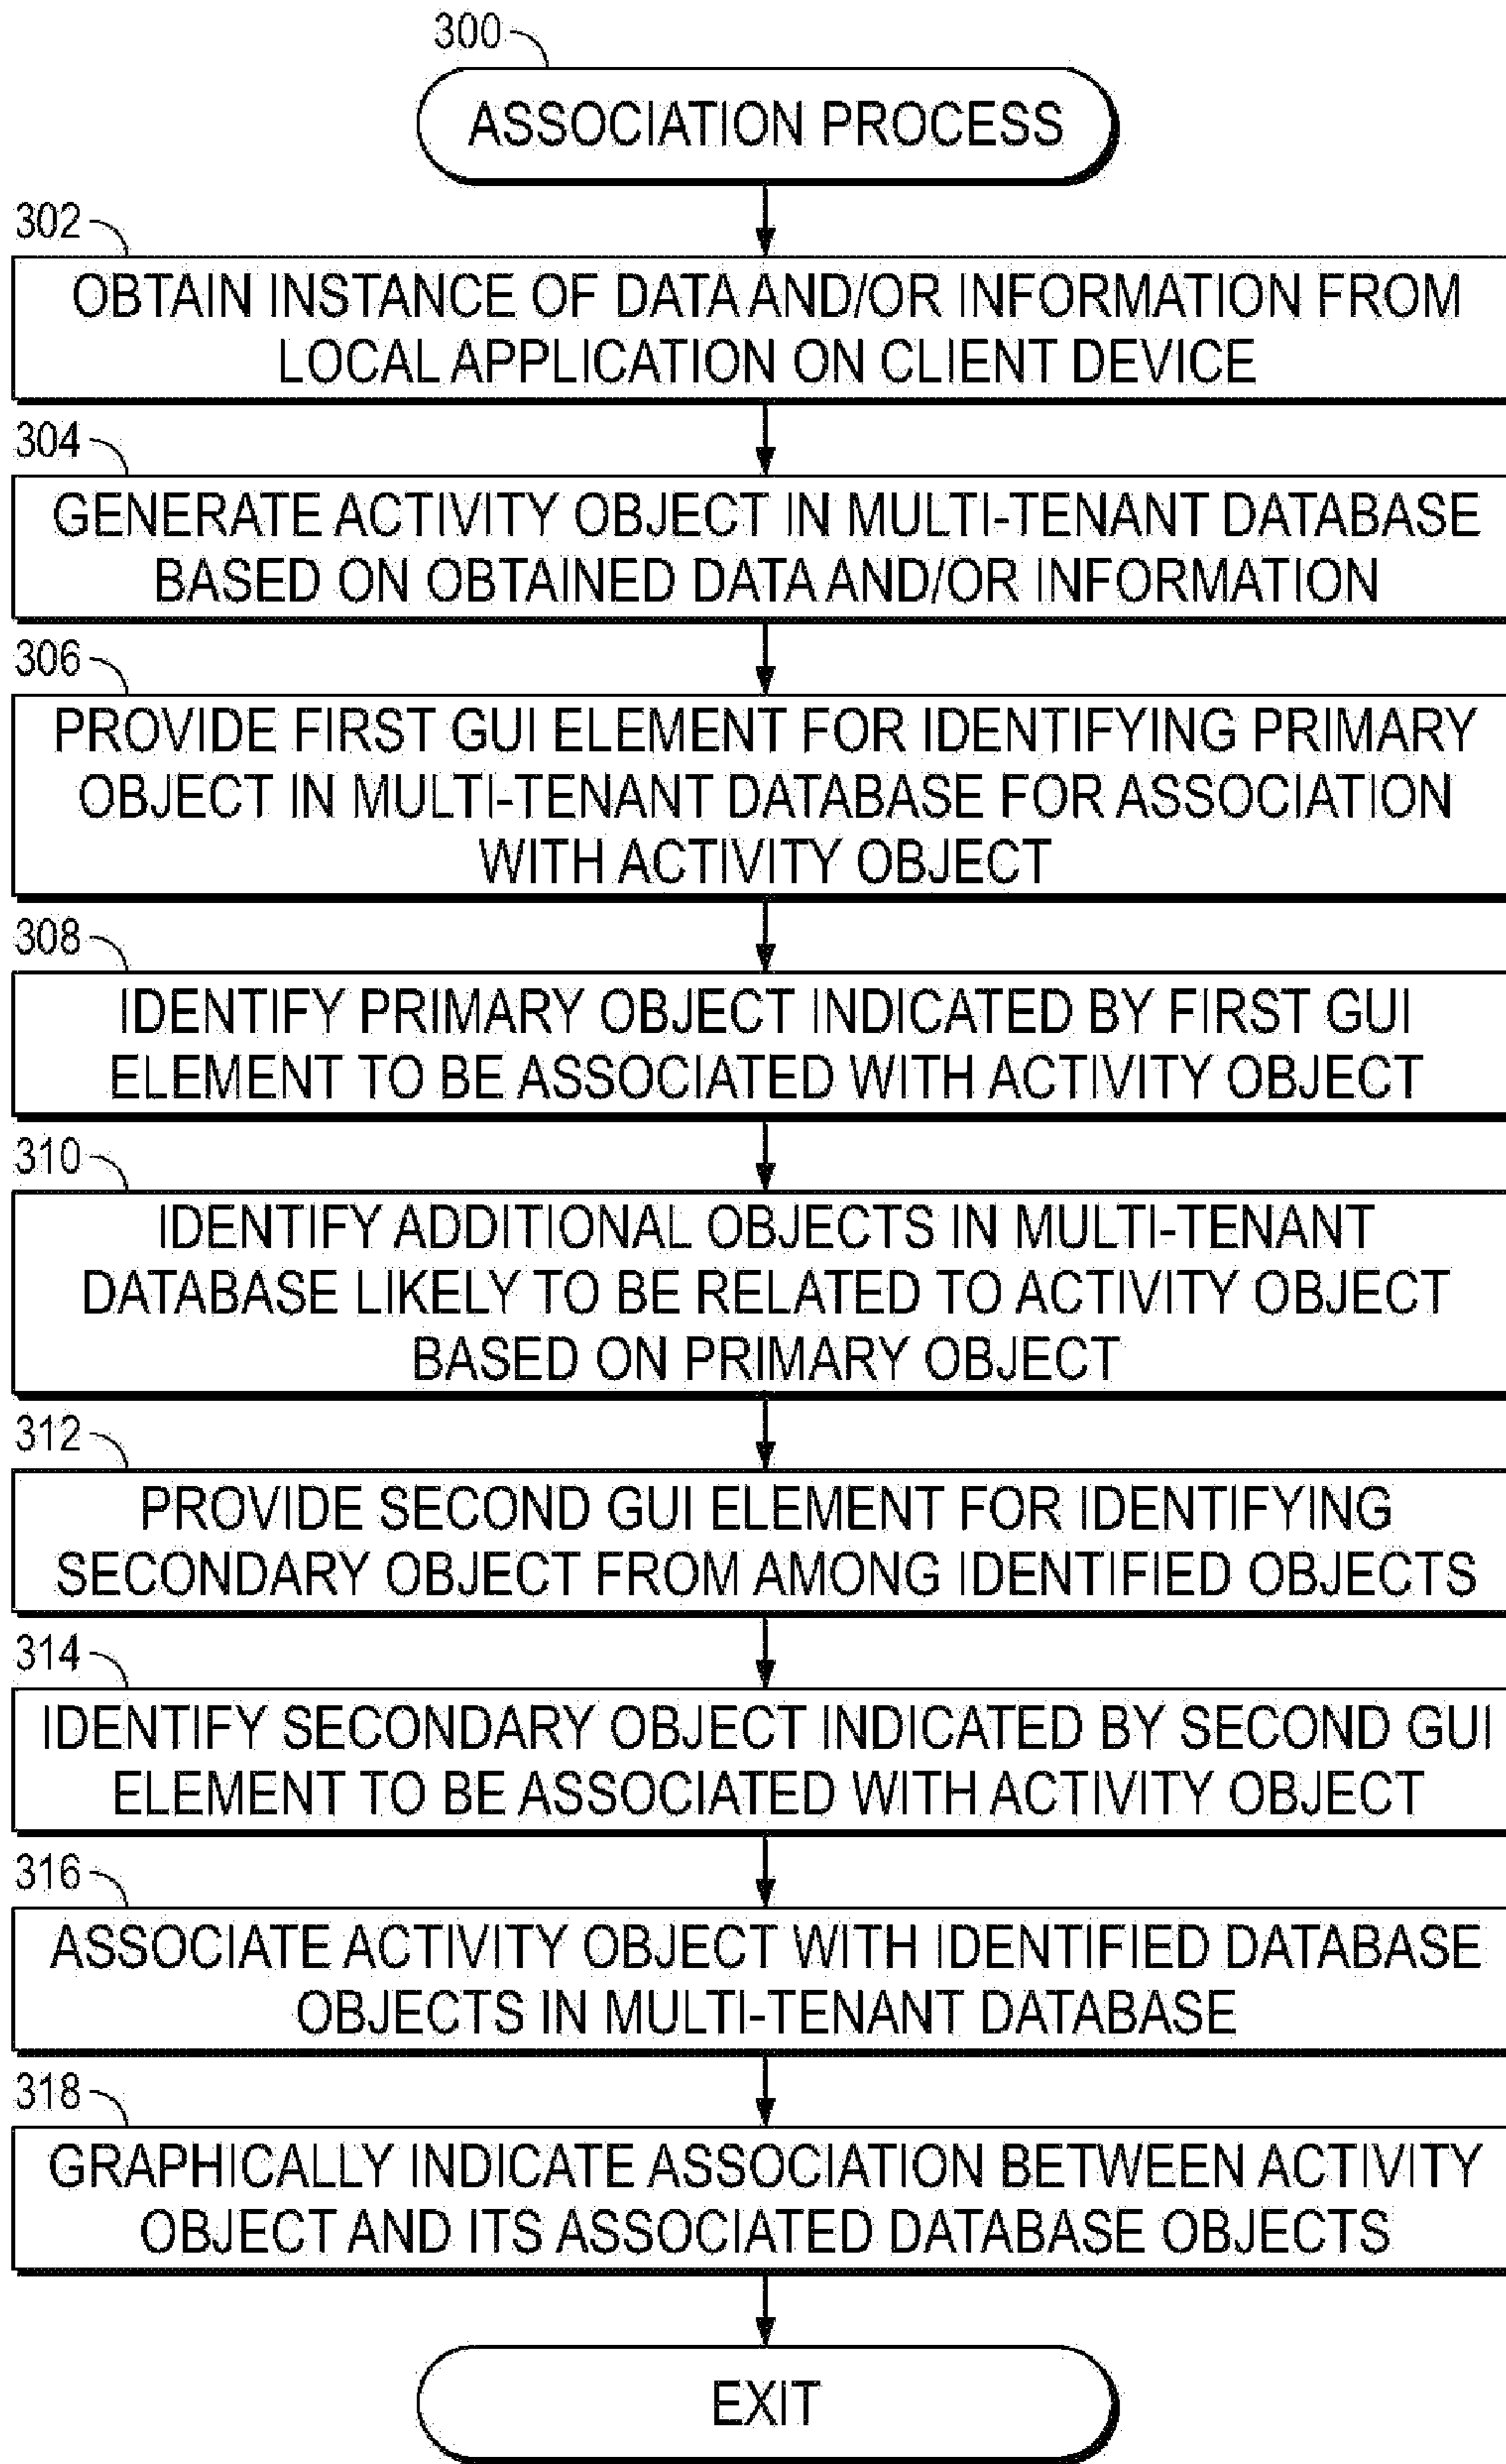 300
ASSOCIATION PROCESS
302
OBTAIN INSTANCE OF DATA AND/OR INFORMATION FROM
LOCAL APPLICATION ON CLIENT DEVICE
304
GENERATE ACTIVITY OBJECT IN MULTI-TENANT DATABASE
BASED ON OBTAINED DATA AND/OR INFORMATION
306
PROVIDE FIRST GUI ELEMENT FOR IDENTIFYING PRIMARY
OBJECT IN MULTI-TENANT DATABASE FOR ASSOCIATION
WITH ACTIVITY OBJECT
308
IDENTIFY PRIMARY OBJECT INDICATED BY FIRST GUI
ELEMENT TO BE ASSOCIATED WITH ACTIVITY OBJECT
310
IDENTIFY ADDITIONAL OBJECTS IN MULTI-TENANT
DATABASE LIKELY TO BE RELATED TO ACTIVITY OBJECT
BASED ON PRIMARY OBJECT
312
PROVIDE SECOND GUI ELEMENT FOR IDENTIFYING
SECONDARY OBJECT FROM AMONG IDENTIFIED OBJECTS
314
IDENTIFY SECONDARY OBJECT INDICATED BY SECOND GUI
ELEMENT TO BE ASSOCIATED WITH ACTIVITY OBJECT
316
ASSOCIATE ACTIVITY OBJECT WITH IDENTIFIED DATABASE
OBJECTS IN MULTI-TENANT DATABASE
318
GRAPHICALLY INDICATE ASSOCIATION BETWEEN ACTIVITY
OBJECT AND ITS ASSOCIATED DATABASE OBJECTS
EXIT